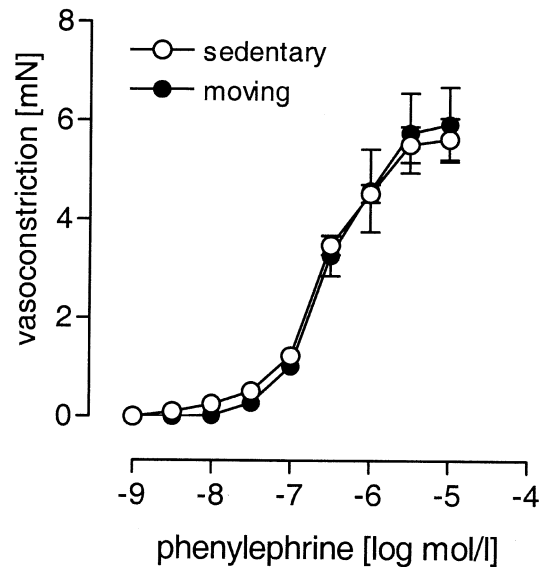 8
sedentary
moving
6
4
2
0
vasoconstriction [mN]
-9 -8 -7 -6 -5 -4
phenylephrine [log mol/l]